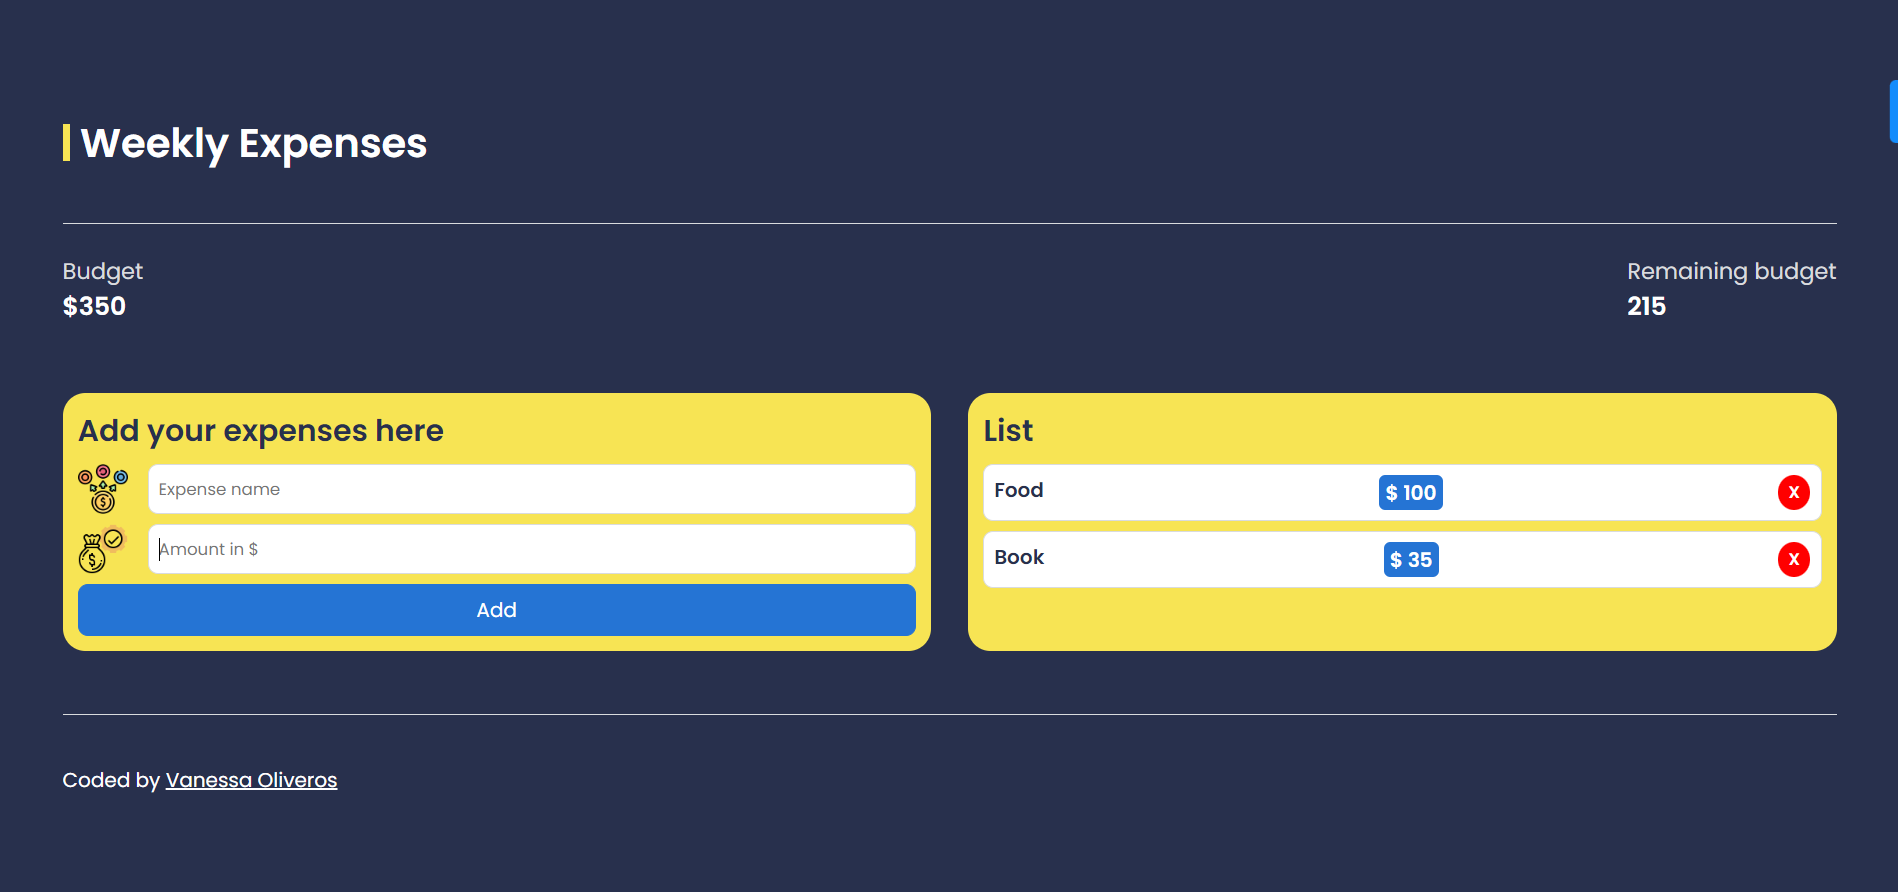 Weekly Expenses
Budget
$350
Remaining budget
215
Add your expenses here
Expense name
Amount in $
Add
List
Food
$ 100
X
Book
$ 35
X
Coded by Vanessa Oliveros